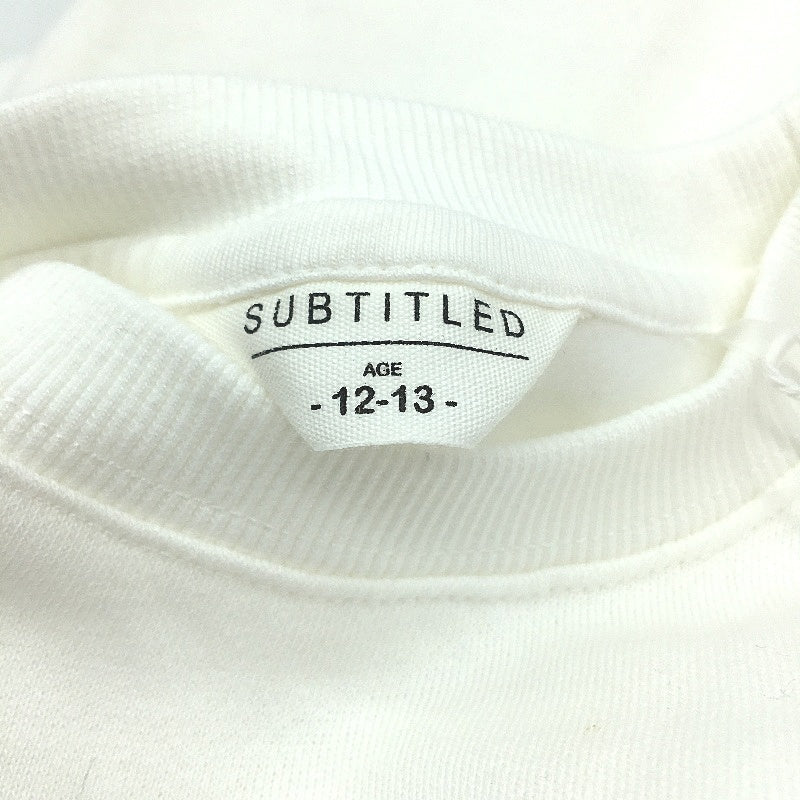 SUBTITLED
AGE
- 12-13 -